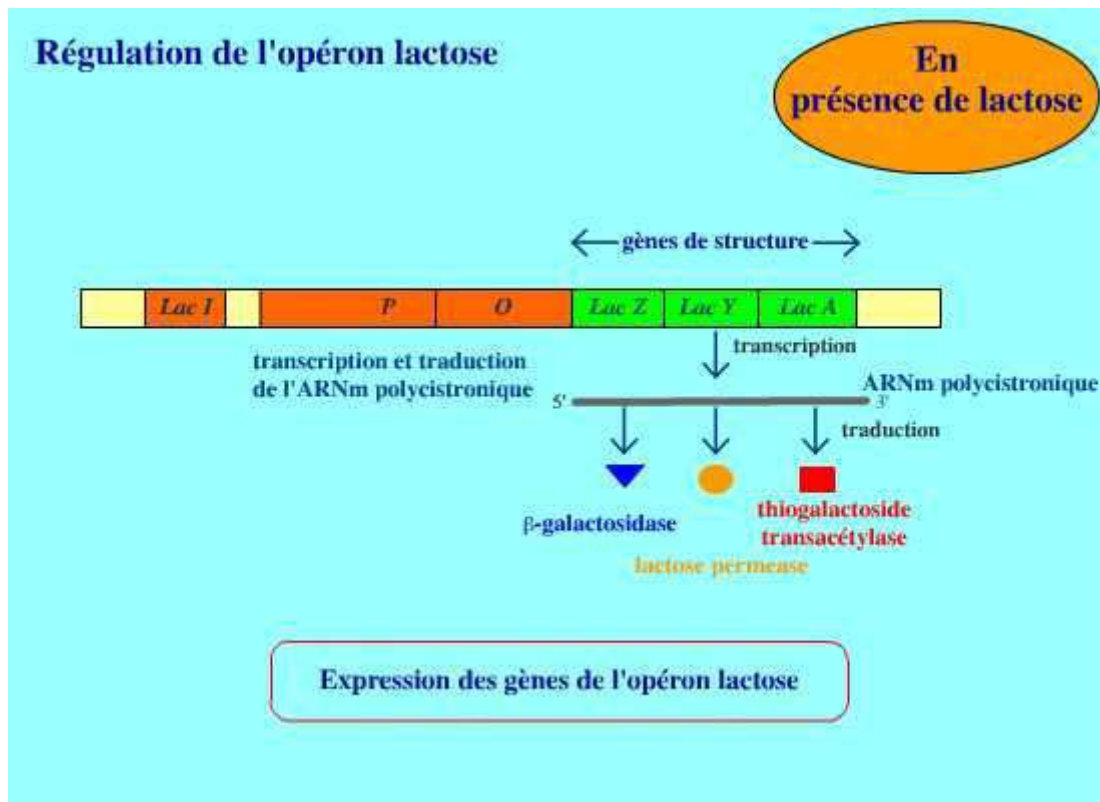 Régulation de l'opéron lactose
En
présence de lactose
gènes de structure
Lac I
P
O
Lac Z
Lac Y
Lac A
transcription
transcription et traduction
de l'ARNm polycistronique
ARNm polycistronique
5'
3'
traduction
β-galactosidase
thiogalactoside
transacétylase
lactose permease
Expression des gènes de l'opéron lactose